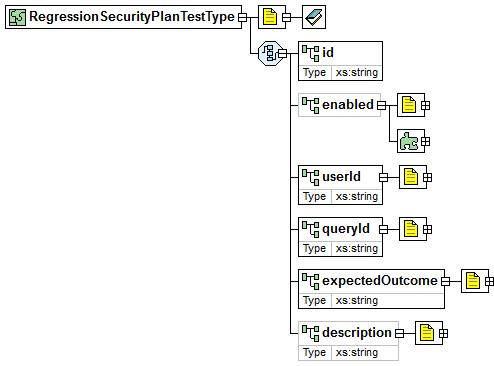 RegressionSecurityPlanTestType
id
Type xs:string
enabled
userId
Type xs:string
queryId
Type xs:string
expectedOutcome
Type xs:string
description
Type xs:string